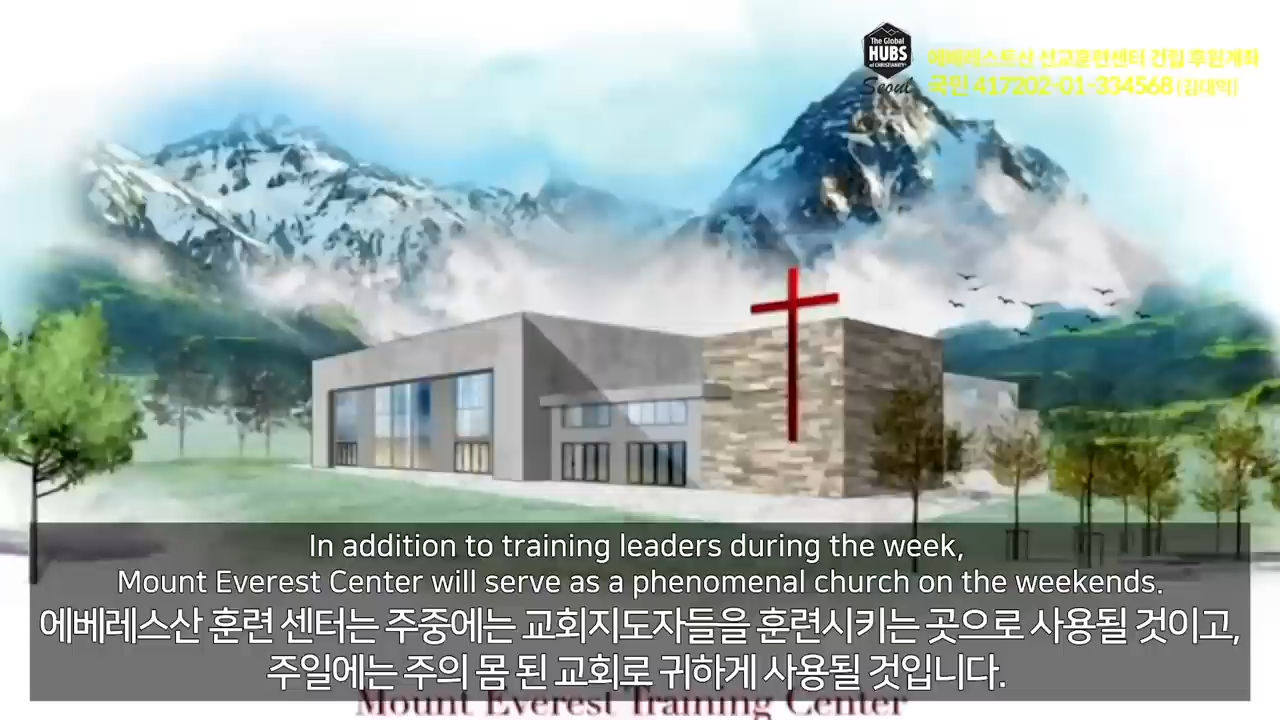 The Global
HUBS
of CHRISTIANITY
Seoul
에베레스트산 선교훈련센터 건립 후원계좌
국민 417202-01-334568 (김대억)
In addition to training leaders during the week,
Mount Everest Center will serve as a phenomenal church on the weekends.
에베레스산 훈련 센터는 주중에는 교회지도자들을 훈련시키는 곳으로 사용될 것이고,
주일에는 주의 몸 된 교회로 귀하게 사용될 것입니다.
Mount Everest Training Center